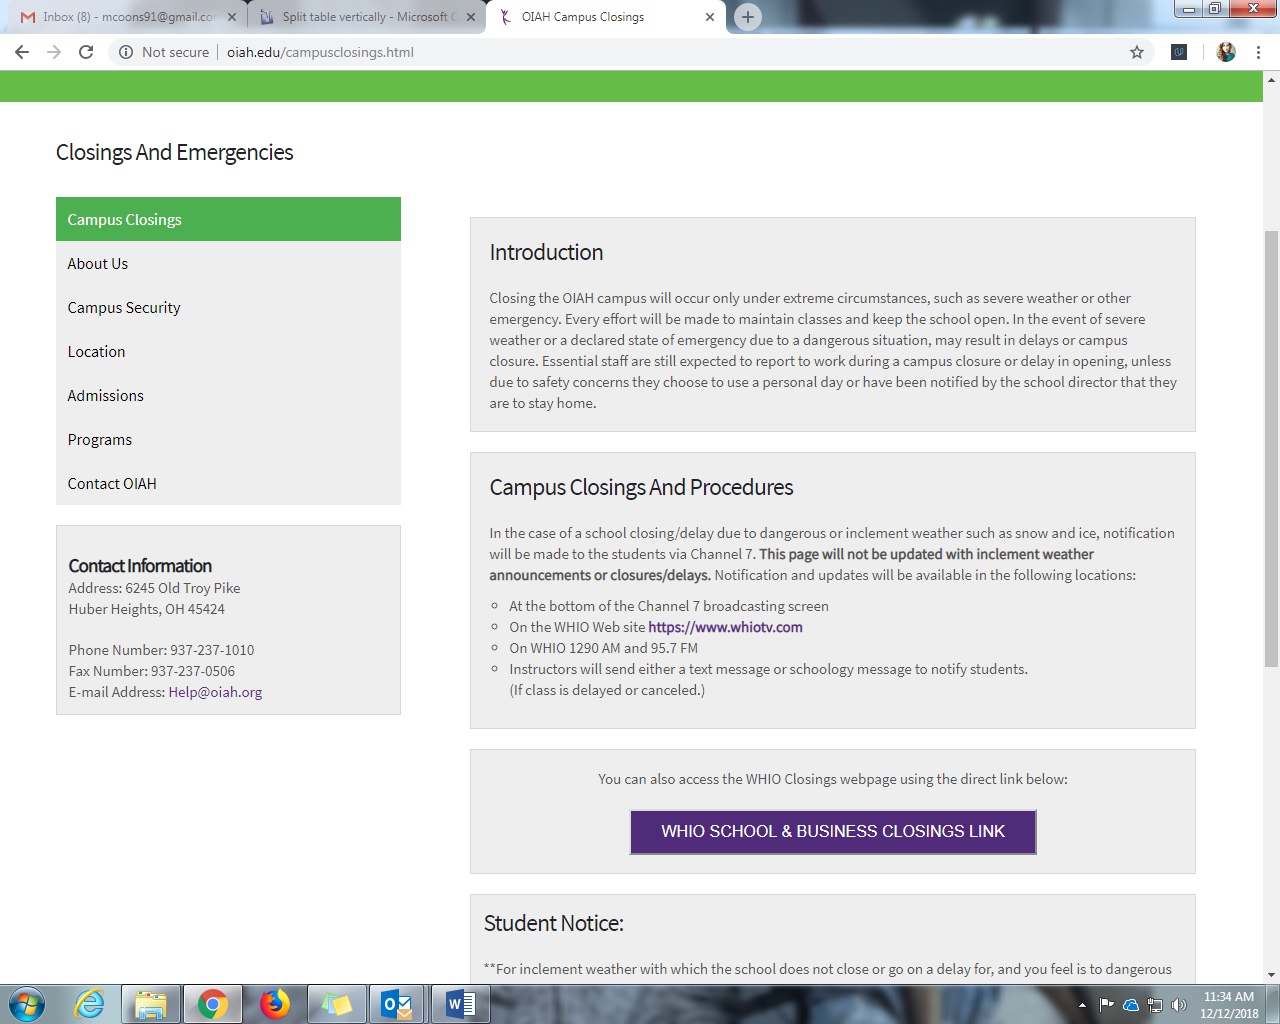 Inbox (8) - mcoons91@gmail.co
Split table vertically - Microsoft C
OIAH Campus Closings
Not secure
oiah.edu/campusclosings.html
Closings And Emergencies
Campus Closings
About Us
Campus Security
Location
Admissions
Programs
Contact OIAH
Contact Information
Address: 6245 Old Troy Pike
Huber Heights, OH 45424
Phone Number: 937-237-1010
Fax Number: 937-237-0506
E-mail Address: Help@oiah.org
Introduction
Closing the OIAH campus will occur only under extreme circumstances, such as severe weather or other
emergency. Every effort will be made to maintain classes and keep the school open. In the event of severe
weather or a declared state of emergency due to a dangerous situation, may result in delays or campus
closure. Essential staff are still expected to report to work during a campus closure or delay in opening, unless
due to safety concerns they choose to use a personal day or have been notified by the school director that they
are to stay home.
Campus Closings And Procedures
In the case of a school closing/delay due to dangerous or inclement weather such as snow and ice, notification
will be made to the students via Channel 7. This page will not be updated with inclement weather
announcements or closures/delays. Notification and updates will be available in the following locations:
At the bottom of the Channel 7 broadcasting screen
On the WHIO Web site https://www.whiotv.com
On WHIO 1290 AM and 95.7 FM
Instructors will send either a text message or schoology message to notify students.
(If class is delayed or canceled.)
You can also access the WHIO Closings webpage using the direct link below:
WHIO SCHOOL & BUSINESS CLOSINGS LINK
Student Notice:
**For inclement weather with which the school does not close or go on a delay for, and you feel is to dangerous
11:34 AM
12/12/2018